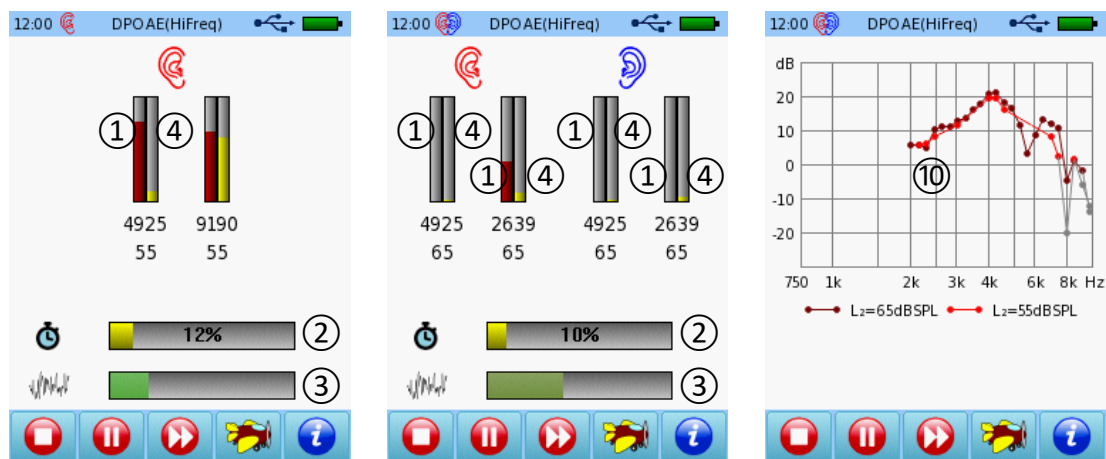 12:00 DPOAE(HiFreq)
① ④
4925 9190
55 55
12% ②
③
i
12:00 DPOAE(HiFreq)
① ④ ① ④
① ④ ① ④
4925 2639 4925 2639
65 65 65 65
10% ②
③
i
12:00 DPOAE(HiFreq)
dB
20
10
0
⑩
-10
-20
750 1k 2k 3k 4k 6k 8k Hz
L₂=65dBSPL L₂=55dBSPL
i